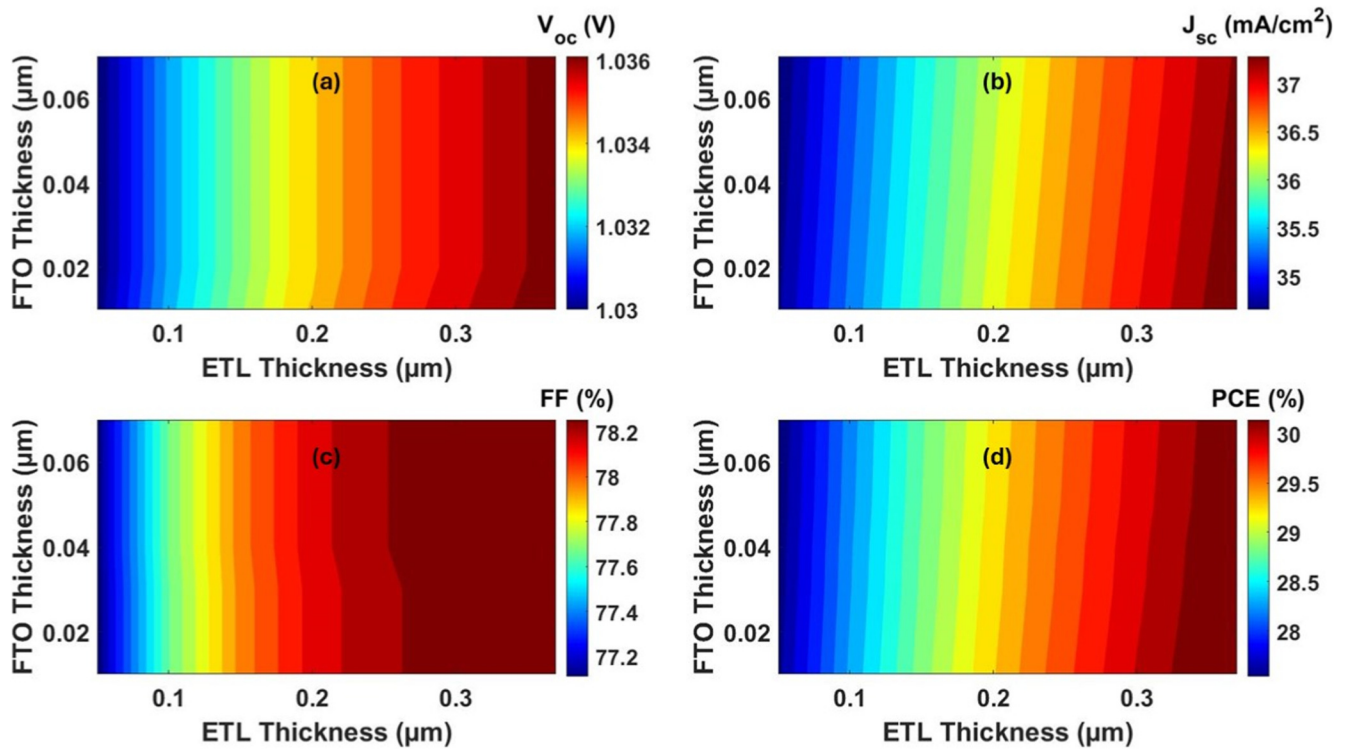 V_oc (V)
(a)
FTO Thickness (µm)
0.06
0.04
0.02
0.1 0.2 0.3
ETL Thickness (µm)
1.036
1.034
1.032
1.03
J_sc (mA/cm²)
(b)
FTO Thickness (µm)
0.06
0.04
0.02
0.1 0.2 0.3
ETL Thickness (µm)
37
36.5
36
35.5
35
FF (%)
(c)
FTO Thickness (µm)
0.06
0.04
0.02
0.1 0.2 0.3
ETL Thickness (µm)
78.2
78
77.8
77.6
77.4
77.2
PCE (%)
(d)
FTO Thickness (µm)
0.06
0.04
0.02
0.1 0.2 0.3
ETL Thickness (µm)
30
29.5
29
28.5
28